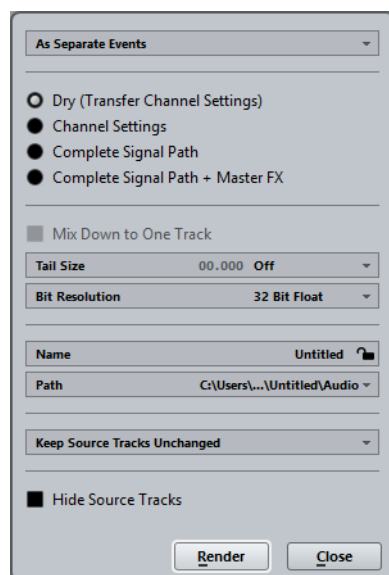 As Separate Events
Dry (Transfer Channel Settings)
Channel Settings
Complete Signal Path
Complete Signal Path + Master FX
Mix Down to One Track
Tail Size 00.000 Off
Bit Resolution 32 Bit Float
Name Untitled
Path C:\Users\...\Untitled\Audio
Keep Source Tracks Unchanged
Hide Source Tracks
Render Close